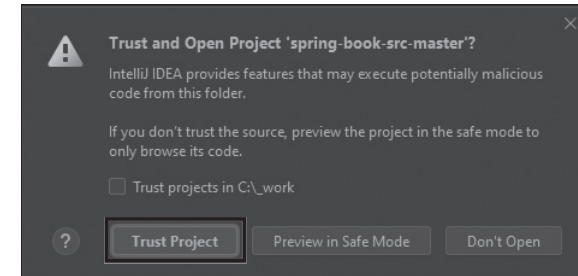 Trust and Open Project 'spring-book-src-master'?
IntelliJ IDEA provides features that may execute potentially malicious
code from this folder.
If you don't trust the source, preview the project in the safe mode to
only browse its code.
Trust projects in C:\_work
? Trust Project Preview in Safe Mode Don't Open